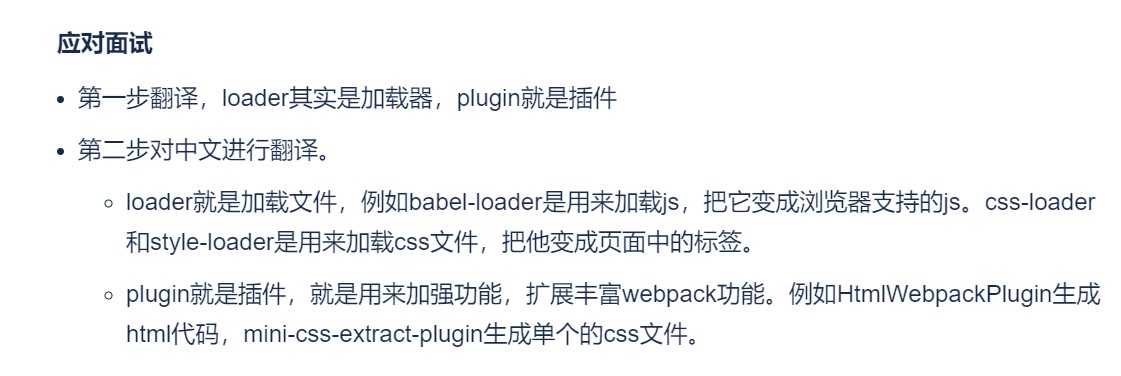 应对面试
第一步翻译，loader其实是加载器，plugin就是插件
第二步对中文进行翻译。
loader就是加载文件，例如babel-loader是用来加载js，把它变成浏览器支持的js。css-loader
和style-loader是用来加载css文件，把他变成页面中的标签。
plugin就是插件，就是用来加强功能，扩展丰富webpack功能。例如HtmlWebpackPlugin生成
html代码，mini-css-extract-plugin生成单个的css文件。